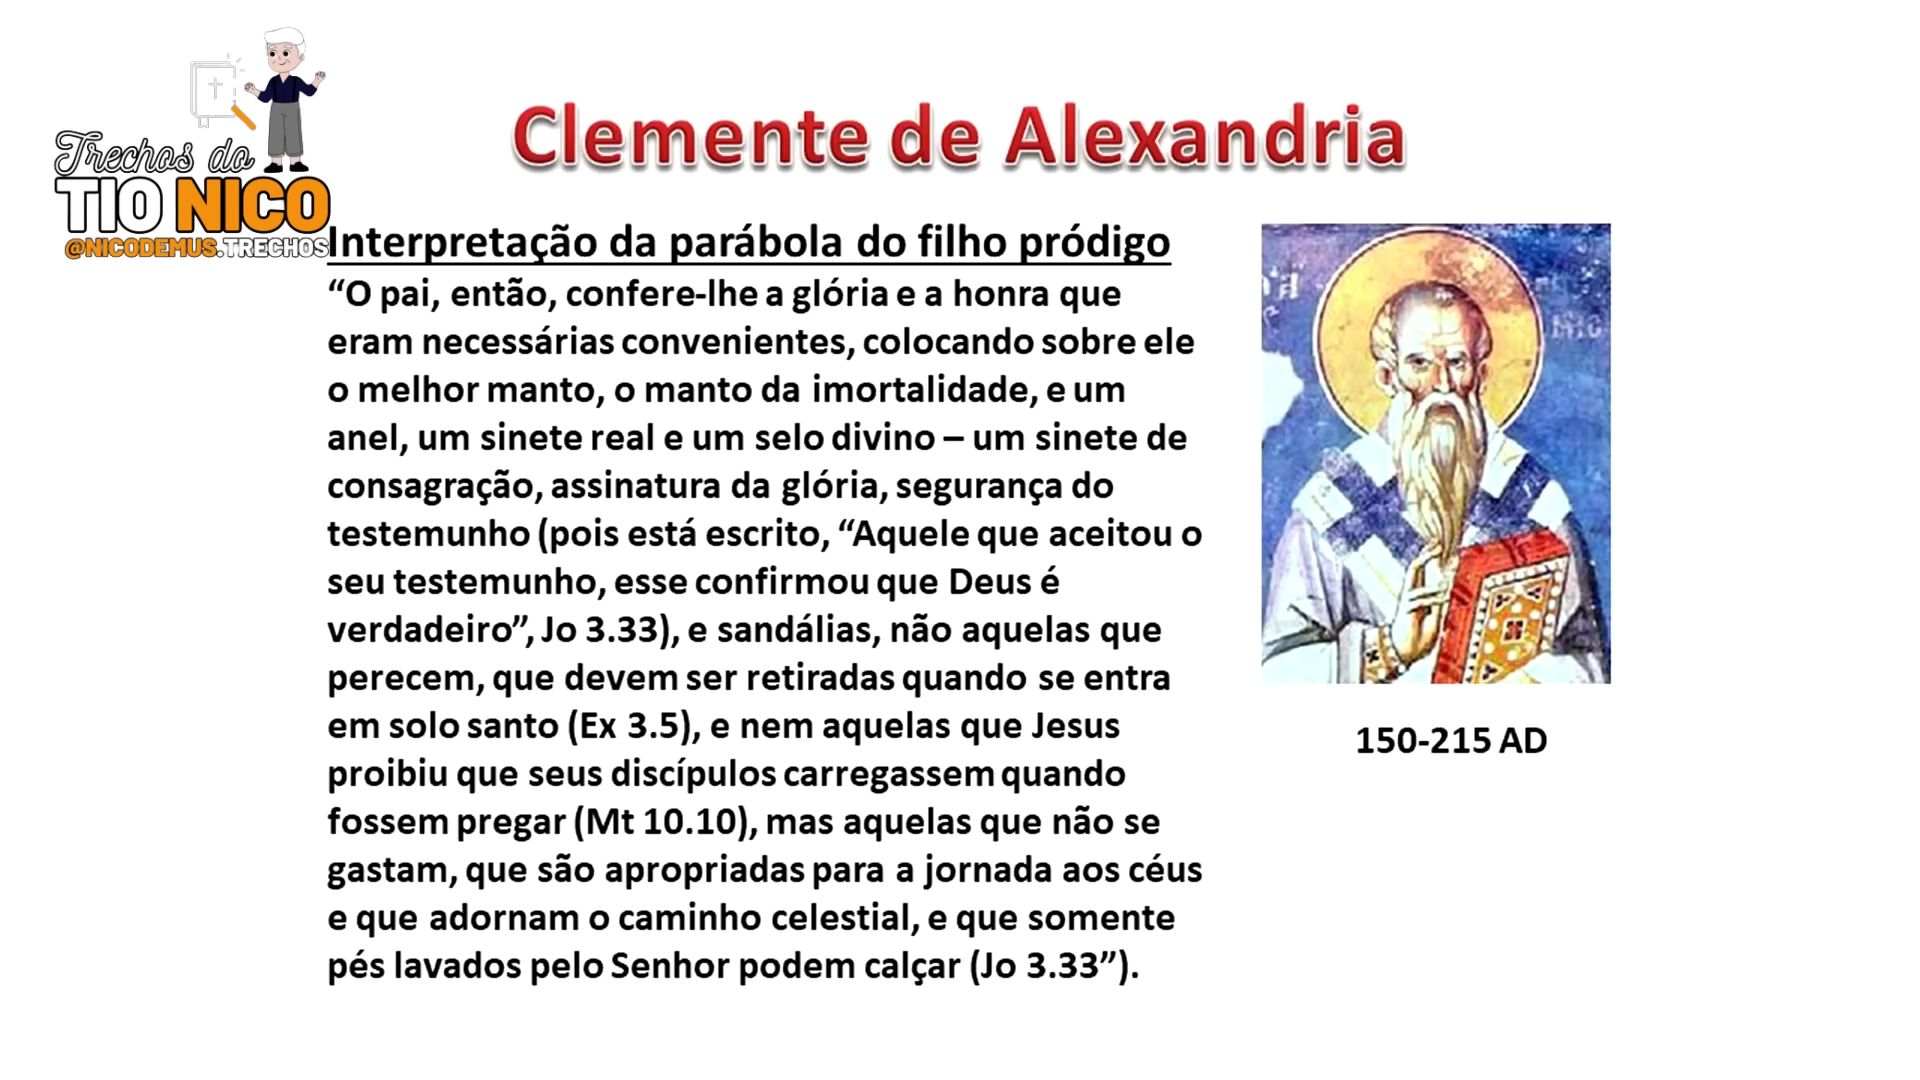 Trechos do
TIO NICO
@NICODEMUS.TRECHOS
Clemente de Alexandria
Interpretação da parábola do filho pródigo
“O pai, então, confere-lhe a glória e a honra que
eram necessárias convenientes, colocando sobre ele
o melhor manto, o manto da imortalidade, e um
anel, um sinete real e um selo divino – um sinete de
consagração, assinatura da glória, segurança do
testemunho (pois está escrito, “Aquele que aceitou o
seu testemunho, esse confirmou que Deus é
verdadeiro”, Jo 3.33), e sandálias, não aquelas que
perecem, que devem ser retiradas quando se entra
em solo santo (Ex 3.5), e nem aquelas que Jesus
proibiu que seus discípulos carregassem quando
fossem pregar (Mt 10.10), mas aquelas que não se
gastam, que são apropriadas para a jornada aos céus
e que adornam o caminho celestial, e que somente
pés lavados pelo Senhor podem calçar (Jo 3.33”).
150-215 AD